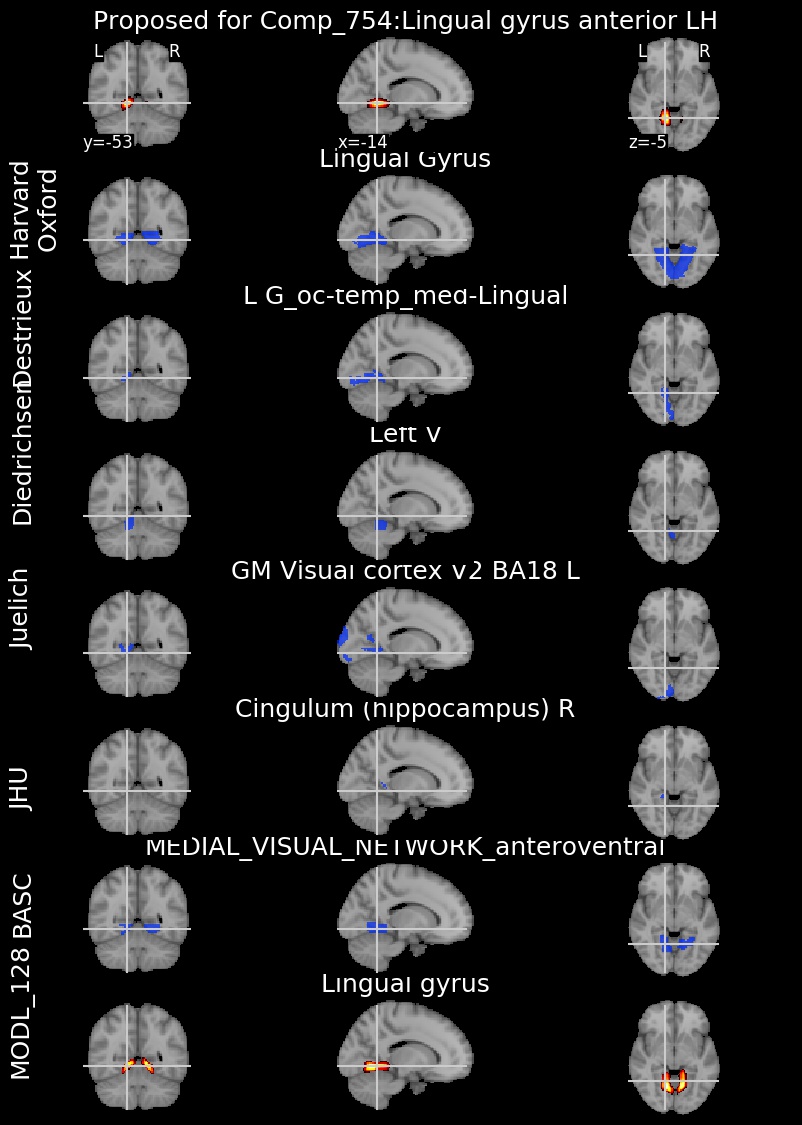 Proposed for Comp_754:Lingual gyrus anterior LH
L R L R
y=-53 x=-14 z=-5
Lingual Gyrus
Harvard
Oxford
L G_oc-temp_med-Lingual
Destrieux
Left V
Diedrichsen
GM Visual cortex V2 BA18 L
Juelich
Cingulum (hippocampus) R
JHU
MEDIAL_VISUAL_NETWORK_anteroventral
BASC
Lingual gyrus
MODL_128